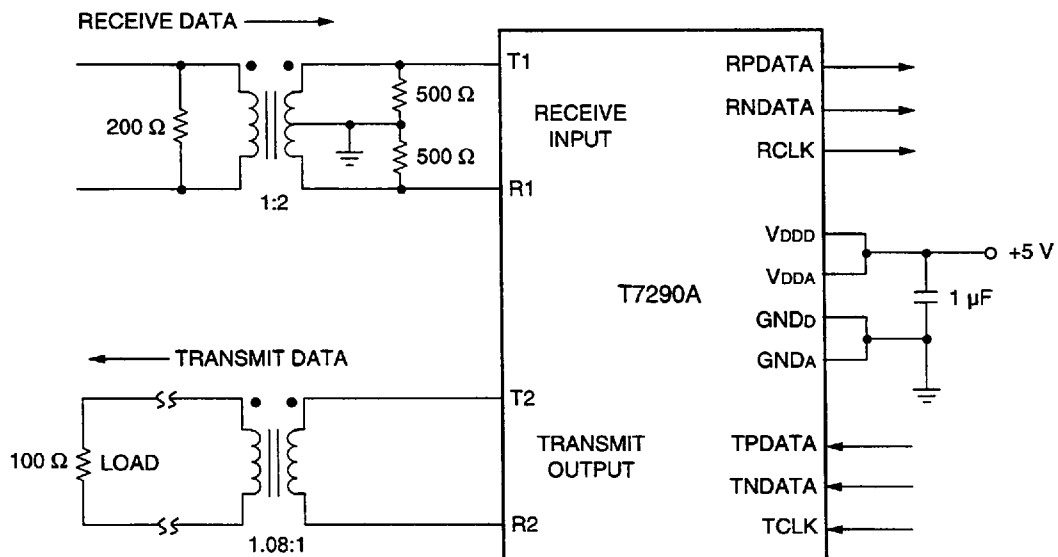 RECEIVE DATA
200 Ω
1:2
500 Ω
500 Ω
T1
RECEIVE
INPUT
R1
RPDATA
RNDATA
RCLK
VDDD
VDDA
+5 V
1 µF
GNDD
GNDA
T7290A
TRANSMIT DATA
100 Ω
LOAD
1.08:1
T2
TRANSMIT
OUTPUT
R2
TPDATA
TNDATA
TCLK